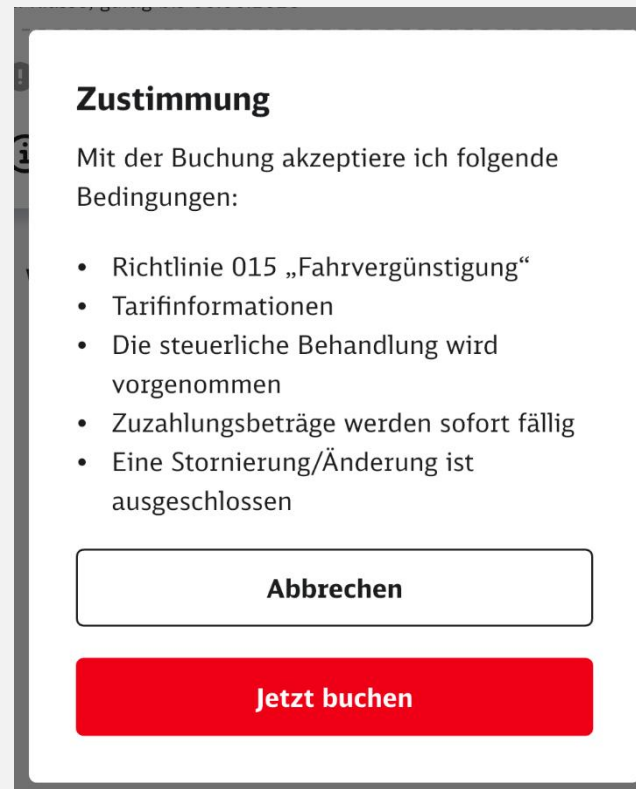 Zustimmung
Mit der Buchung akzeptiere ich folgende
Bedingungen:
• Richtlinie 015 „Fahrvergünstigung“
• Tarifinformationen
• Die steuerliche Behandlung wird
vorgenommen
• Zuzahlungsbeträge werden sofort fällig
• Eine Stornierung/Änderung ist
ausgeschlossen
Abbrechen
Jetzt buchen